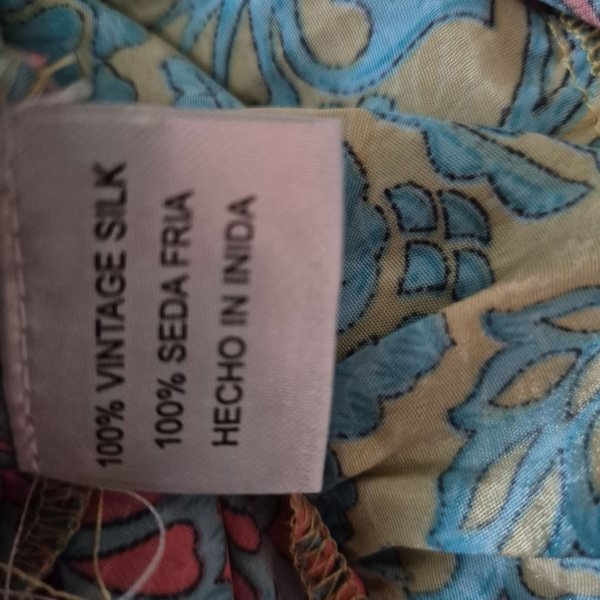 100% VINTAGE SILK
100% SEDA FRIA
HECHO IN INIDA